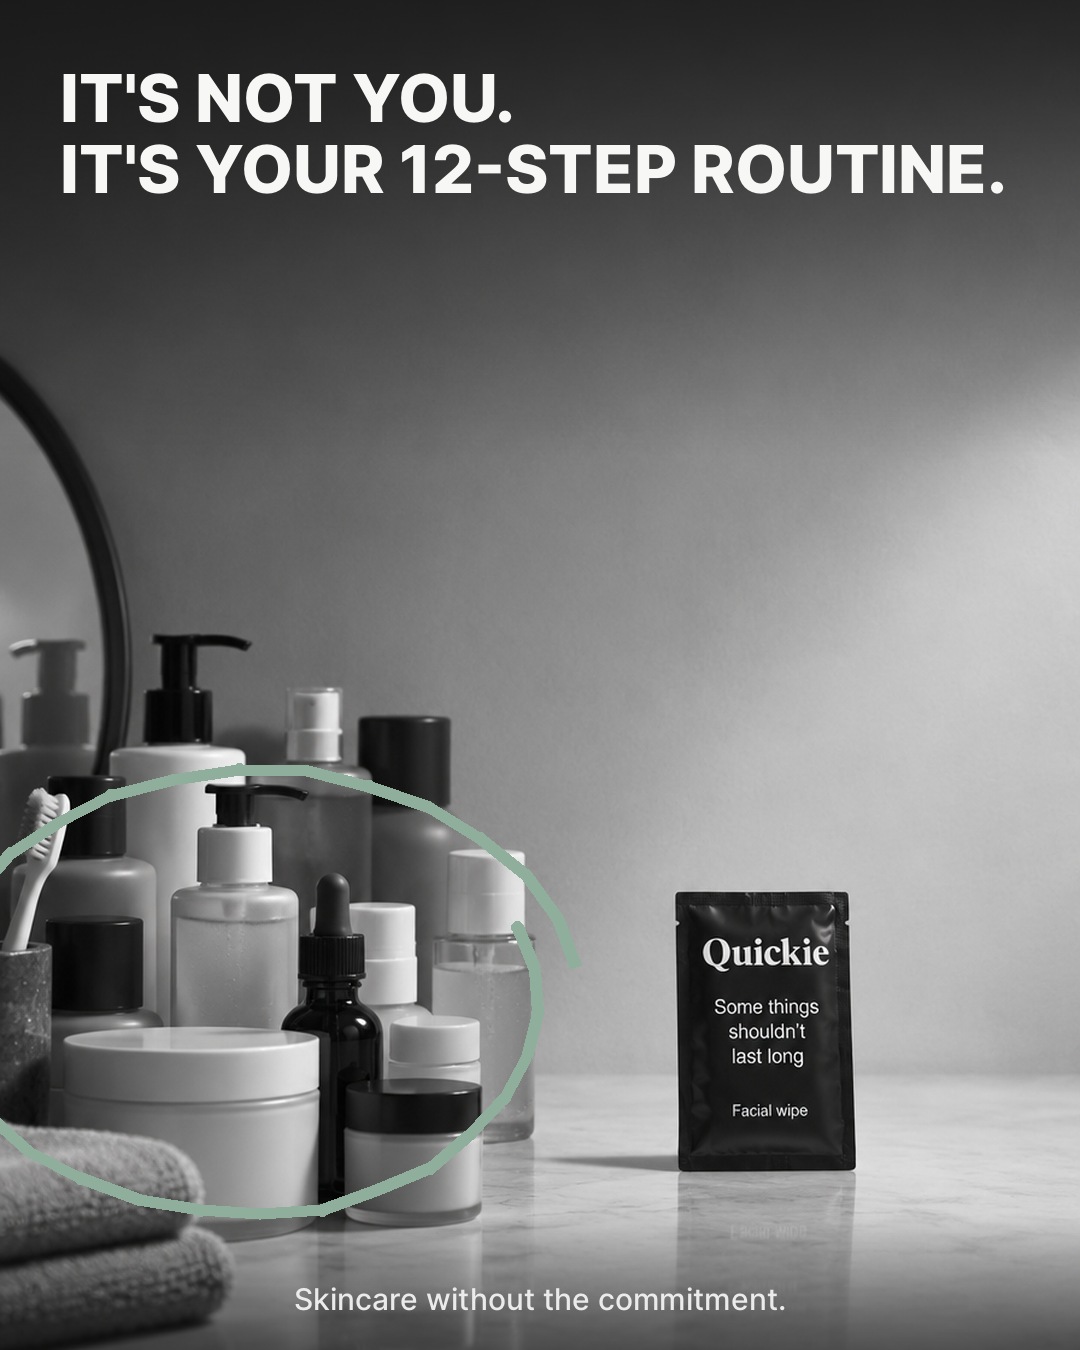 IT'S NOT YOU.
IT'S YOUR 12-STEP ROUTINE.
Quickie
Some things
shouldn't
last long
Facial wipe
Skincare without the commitment.